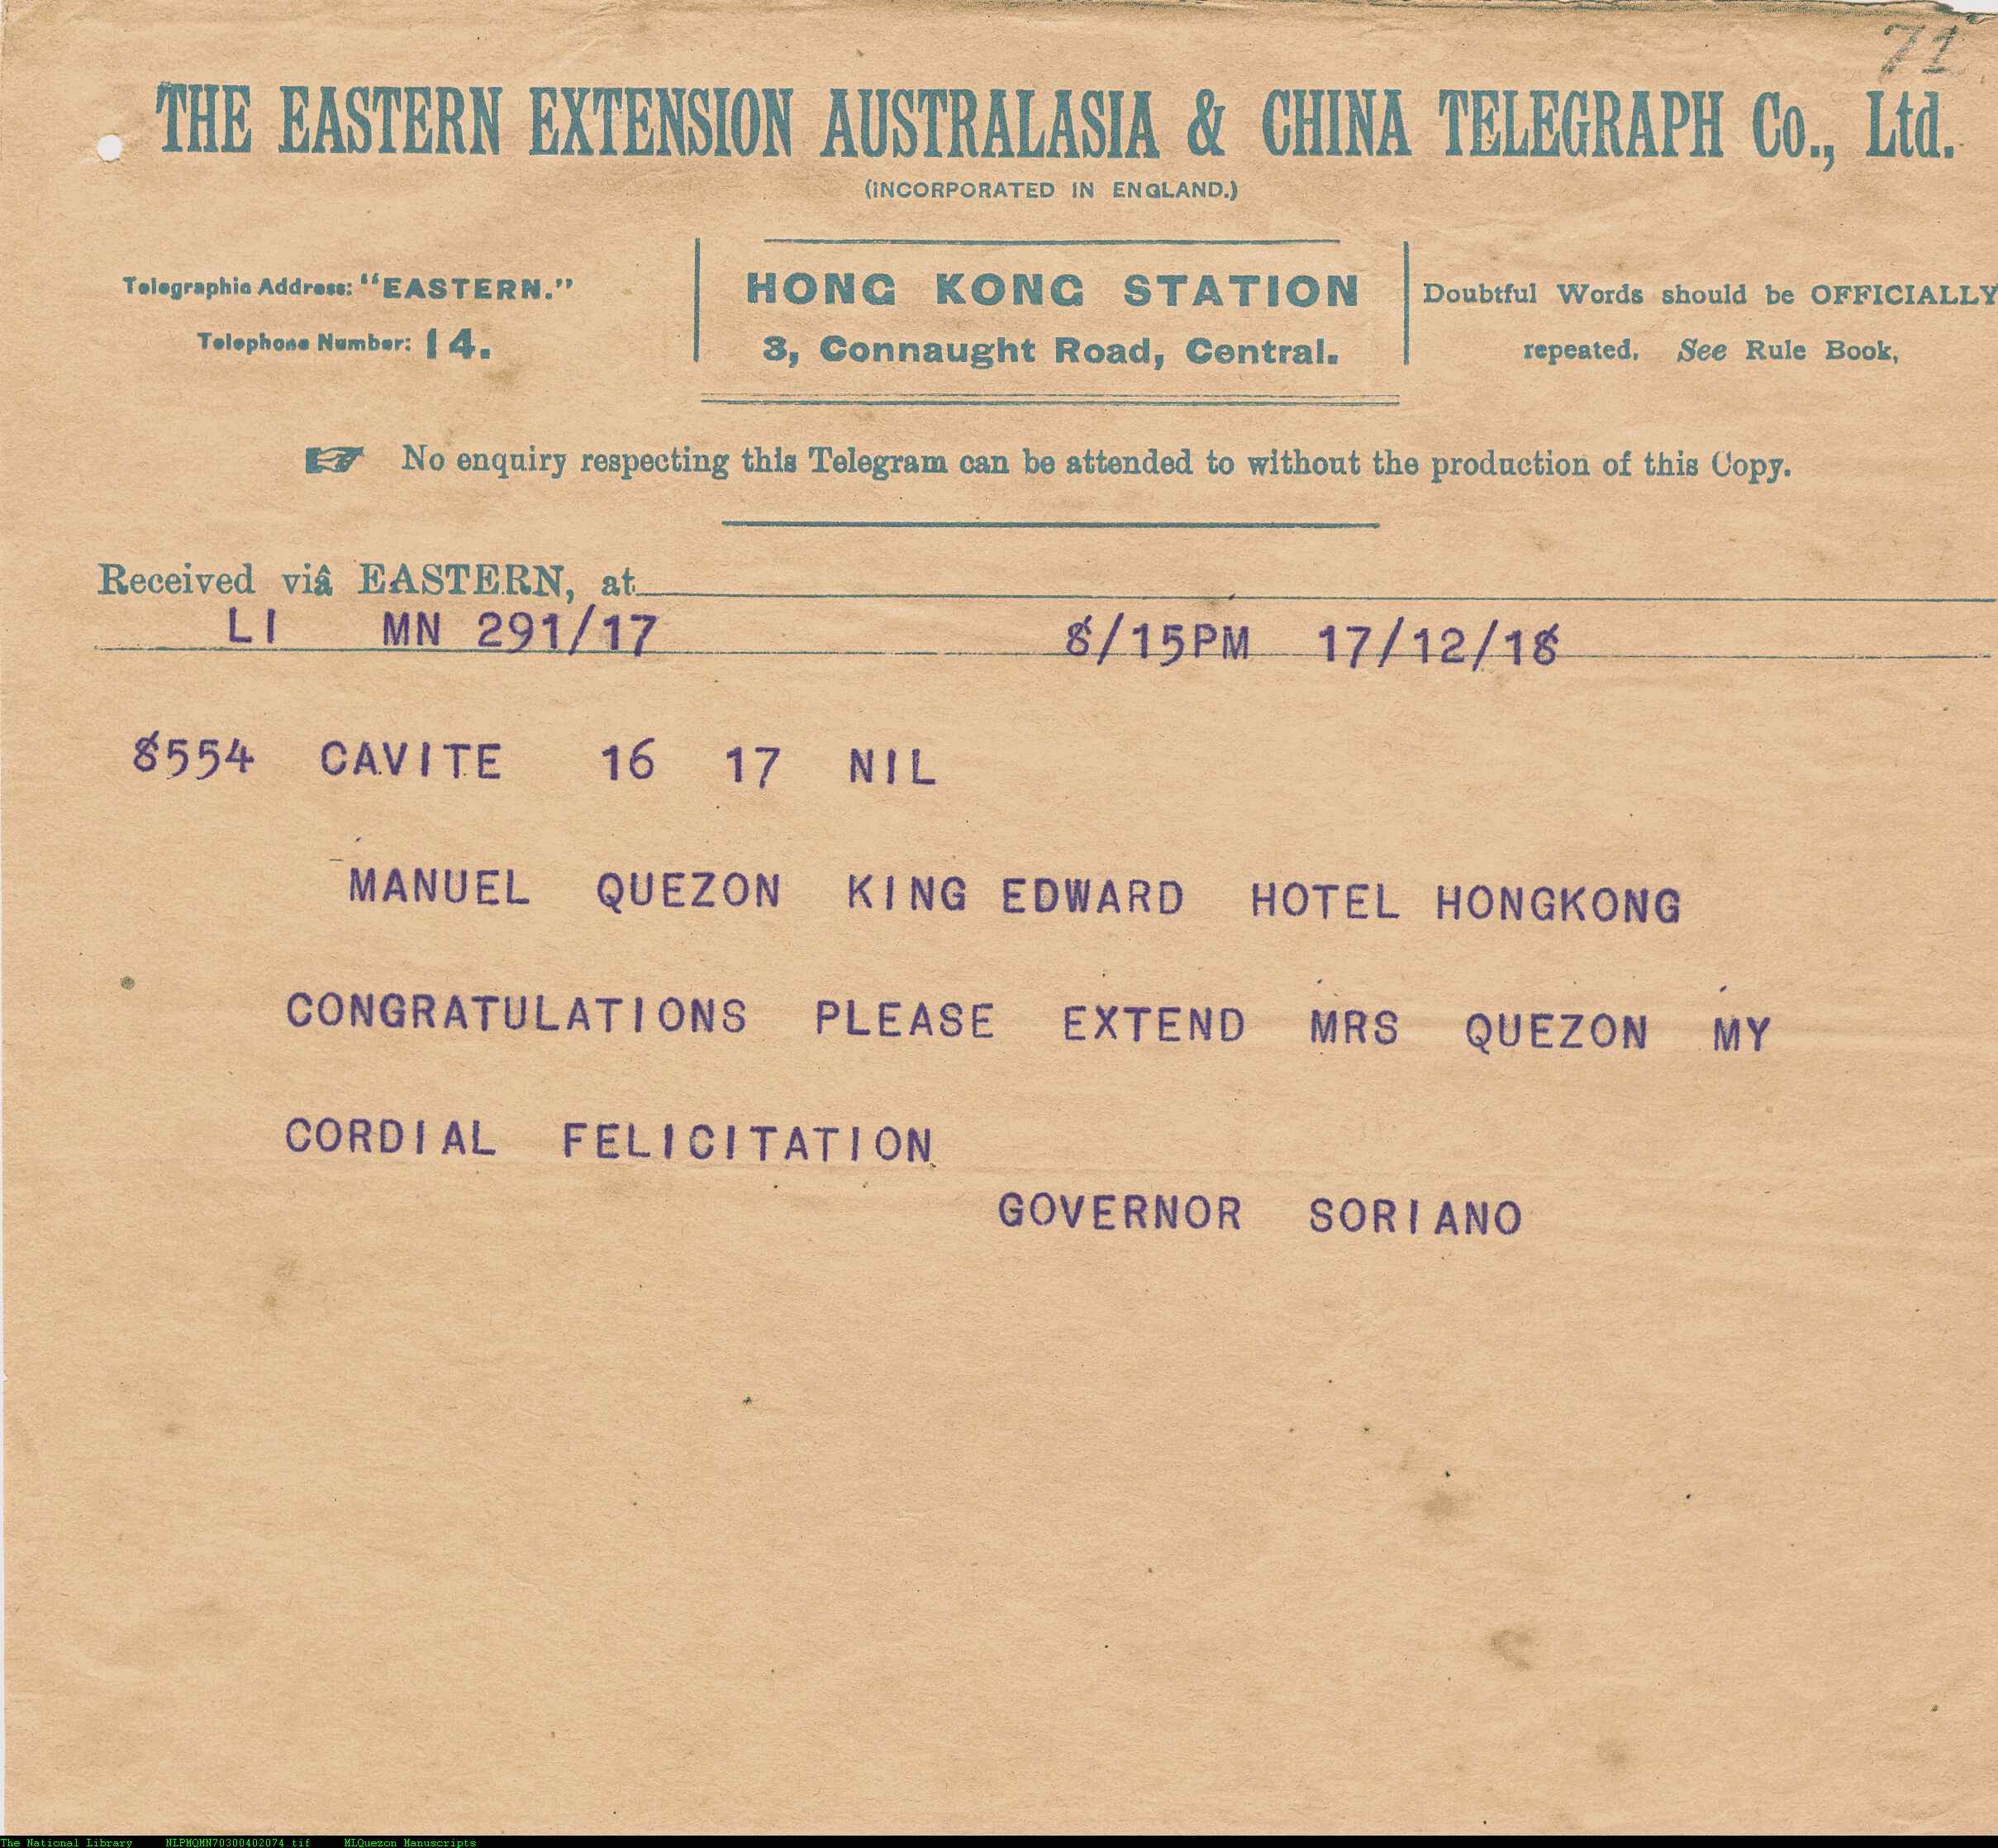 71
THE EASTERN EXTENSION AUSTRALASIA & CHINA TELEGRAPH Co., Ltd.
(INCORPORATED IN ENGLAND.)
Telegraphic Address: "EASTERN."
Telephone Number: 14.
HONG KONG STATION
3, Connaught Road, Central.
Doubtful Words should be OFFICIALLY
repeated. See Rule Book,
No enquiry respecting this Telegram can be attended to without the production of this Copy.
Received viâ EASTERN, at
LI MN 291/17 8/15PM 17/12/18
8554 CAVITE 16 17 NIL
MANUEL QUEZON KING EDWARD HOTEL HONGKONG
CONGRATULATIONS PLEASE EXTEND MRS QUEZON MY
CORDIAL FELICITATION
GOVERNOR SORIANO
The National Library NLPMQMN70300402074.tif MLQuezon Manuscripts